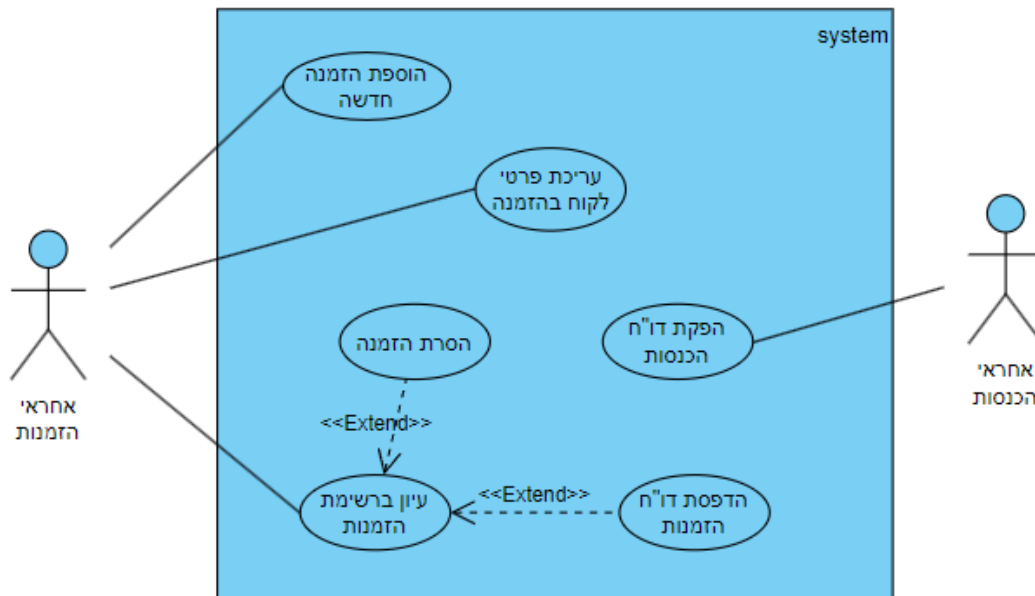 system
הוספת הזמנה
חדשה
עריכת פרטי
לקוח בהזמנה
הסרת הזמנה
הפקת דו"ח
הכנסות
אחראי
הזמנות
אחראי
הכנסות
<<Extend>>
<<Extend>>
עיון ברשימת
הזמנות
הדפסת דו"ח
הזמנות